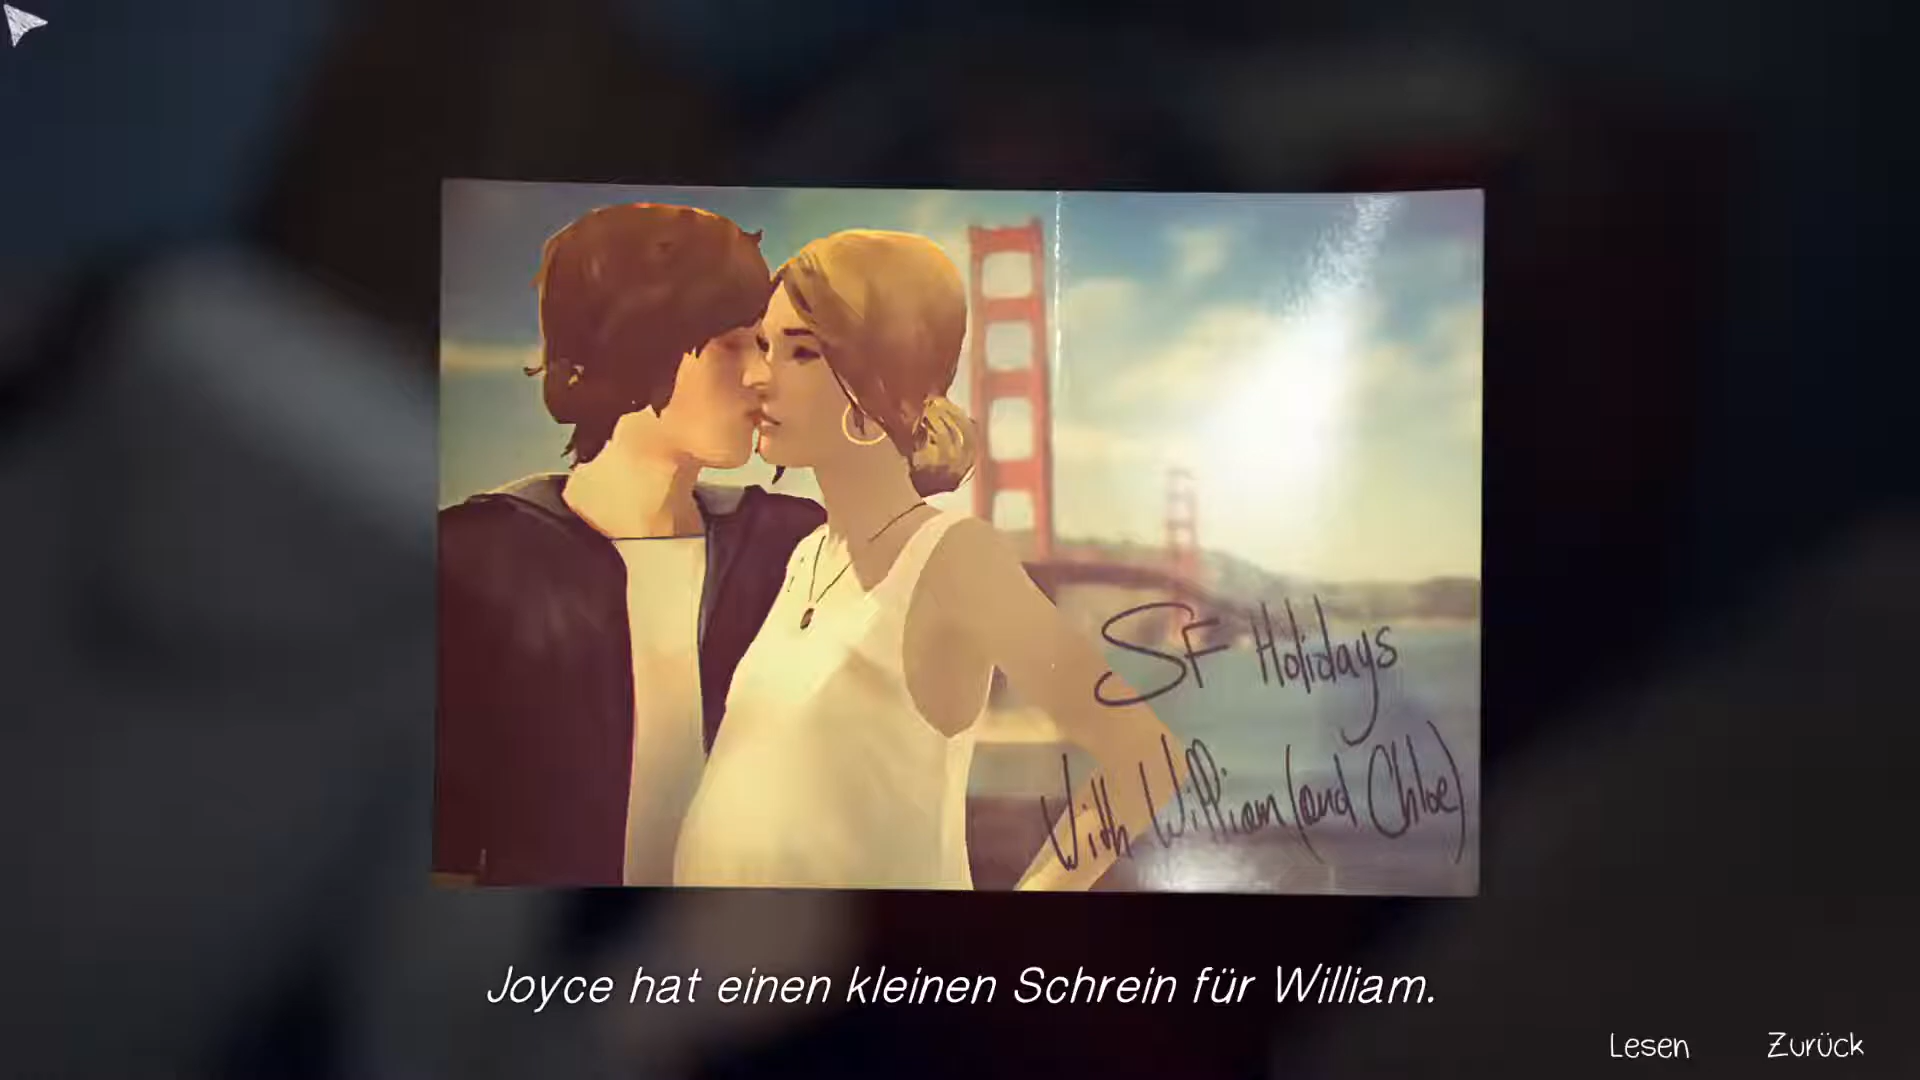 SF Holidays
With William (and Chloe)
Joyce hat einen kleinen Schrein für William.
Lesen Zurück